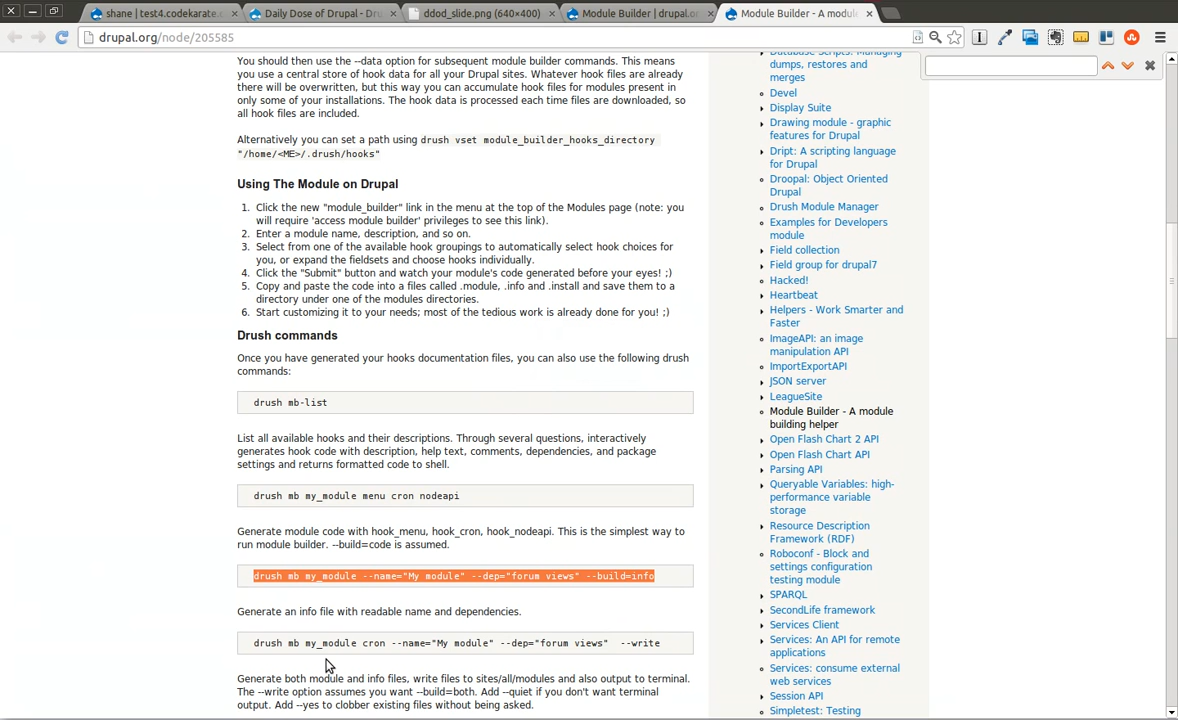 shane | test4.codekarate.c
Daily Dose of Drupal - Dru
ddod_slide.png (640×400)
Module Builder | drupal.or
Module Builder - A modul
drupal.org/node/205585
You should then use the --data option for subsequent module builder commands. This means
you use a central store of hook data for all your Drupal sites. Whatever hook files are already
there will be overwritten, but this way you can accumulate hook files for modules present in
only some of your installations. The hook data is processed each time files are downloaded, so
all hook files are included.
Alternatively you can set a path using drush vset module_builder_hooks_directory
"/home/<ME>/.drush/hooks"
Using The Module on Drupal
1. Click the new "module_builder" link in the menu at the top of the Modules page (note: you
will require 'access module builder' privileges to see this link).
2. Enter a module name, description, and so on.
3. Select from one of the available hook groupings to automatically select hook choices for
you, or expand the fieldsets and choose hooks individually.
4. Click the "Submit" button and watch your module's code generated before your eyes! ;)
5. Copy and paste the code into a files called .module, .info and .install and save them to a
directory under one of the modules directories.
6. Start customizing it to your needs; most of the tedious work is already done for you! ;)
Drush commands
Once you have generated your hooks documentation files, you can also use the following drush
commands:
drush mb-list
List all available hooks and their descriptions. Through several questions, interactively
generates hook code with description, help text, comments, dependencies, and package
settings and returns formatted code to shell.
drush mb my_module menu cron nodeapi
Generate module code with hook_menu, hook_cron, hook_nodeapi. This is the simplest way to
run module builder. --build=code is assumed.
drush mb my_module --name="My module" --dep="forum views" --build=info
Generate an info file with readable name and dependencies.
drush mb my_module cron --name="My module" --dep="forum views" --write
Generate both module and info files, write files to sites/all/modules and also output to terminal.
The --write option assumes you want --build=both. Add --quiet if you don't want terminal
output. Add --yes to clobber existing files without being asked.
Database Scripts: Managing
dumps, restores and
merges
Devel
Display Suite
Drawing module - graphic
features for Drupal
Dript: A scripting language
for Drupal
Droopal: Object Oriented
Drupal
Drush Module Manager
Examples for Developers
module
Field collection
Field group for drupal7
Hacked!
Heartbeat
Helpers - Work Smarter and
Faster
ImageAPI: an image
manipulation API
ImportExportAPI
JSON server
LeagueSite
Module Builder - A module
building helper
Open Flash Chart 2 API
Open Flash Chart API
Parsing API
Queryable Variables: high-
performance variable
storage
Resource Description
Framework (RDF)
Roboconf - Block and
settings configuration
testing module
SPARQL
SecondLife framework
Services Client
Services: An API for remote
applications
Services: consume external
web services
Session API
Simpletest: Testing